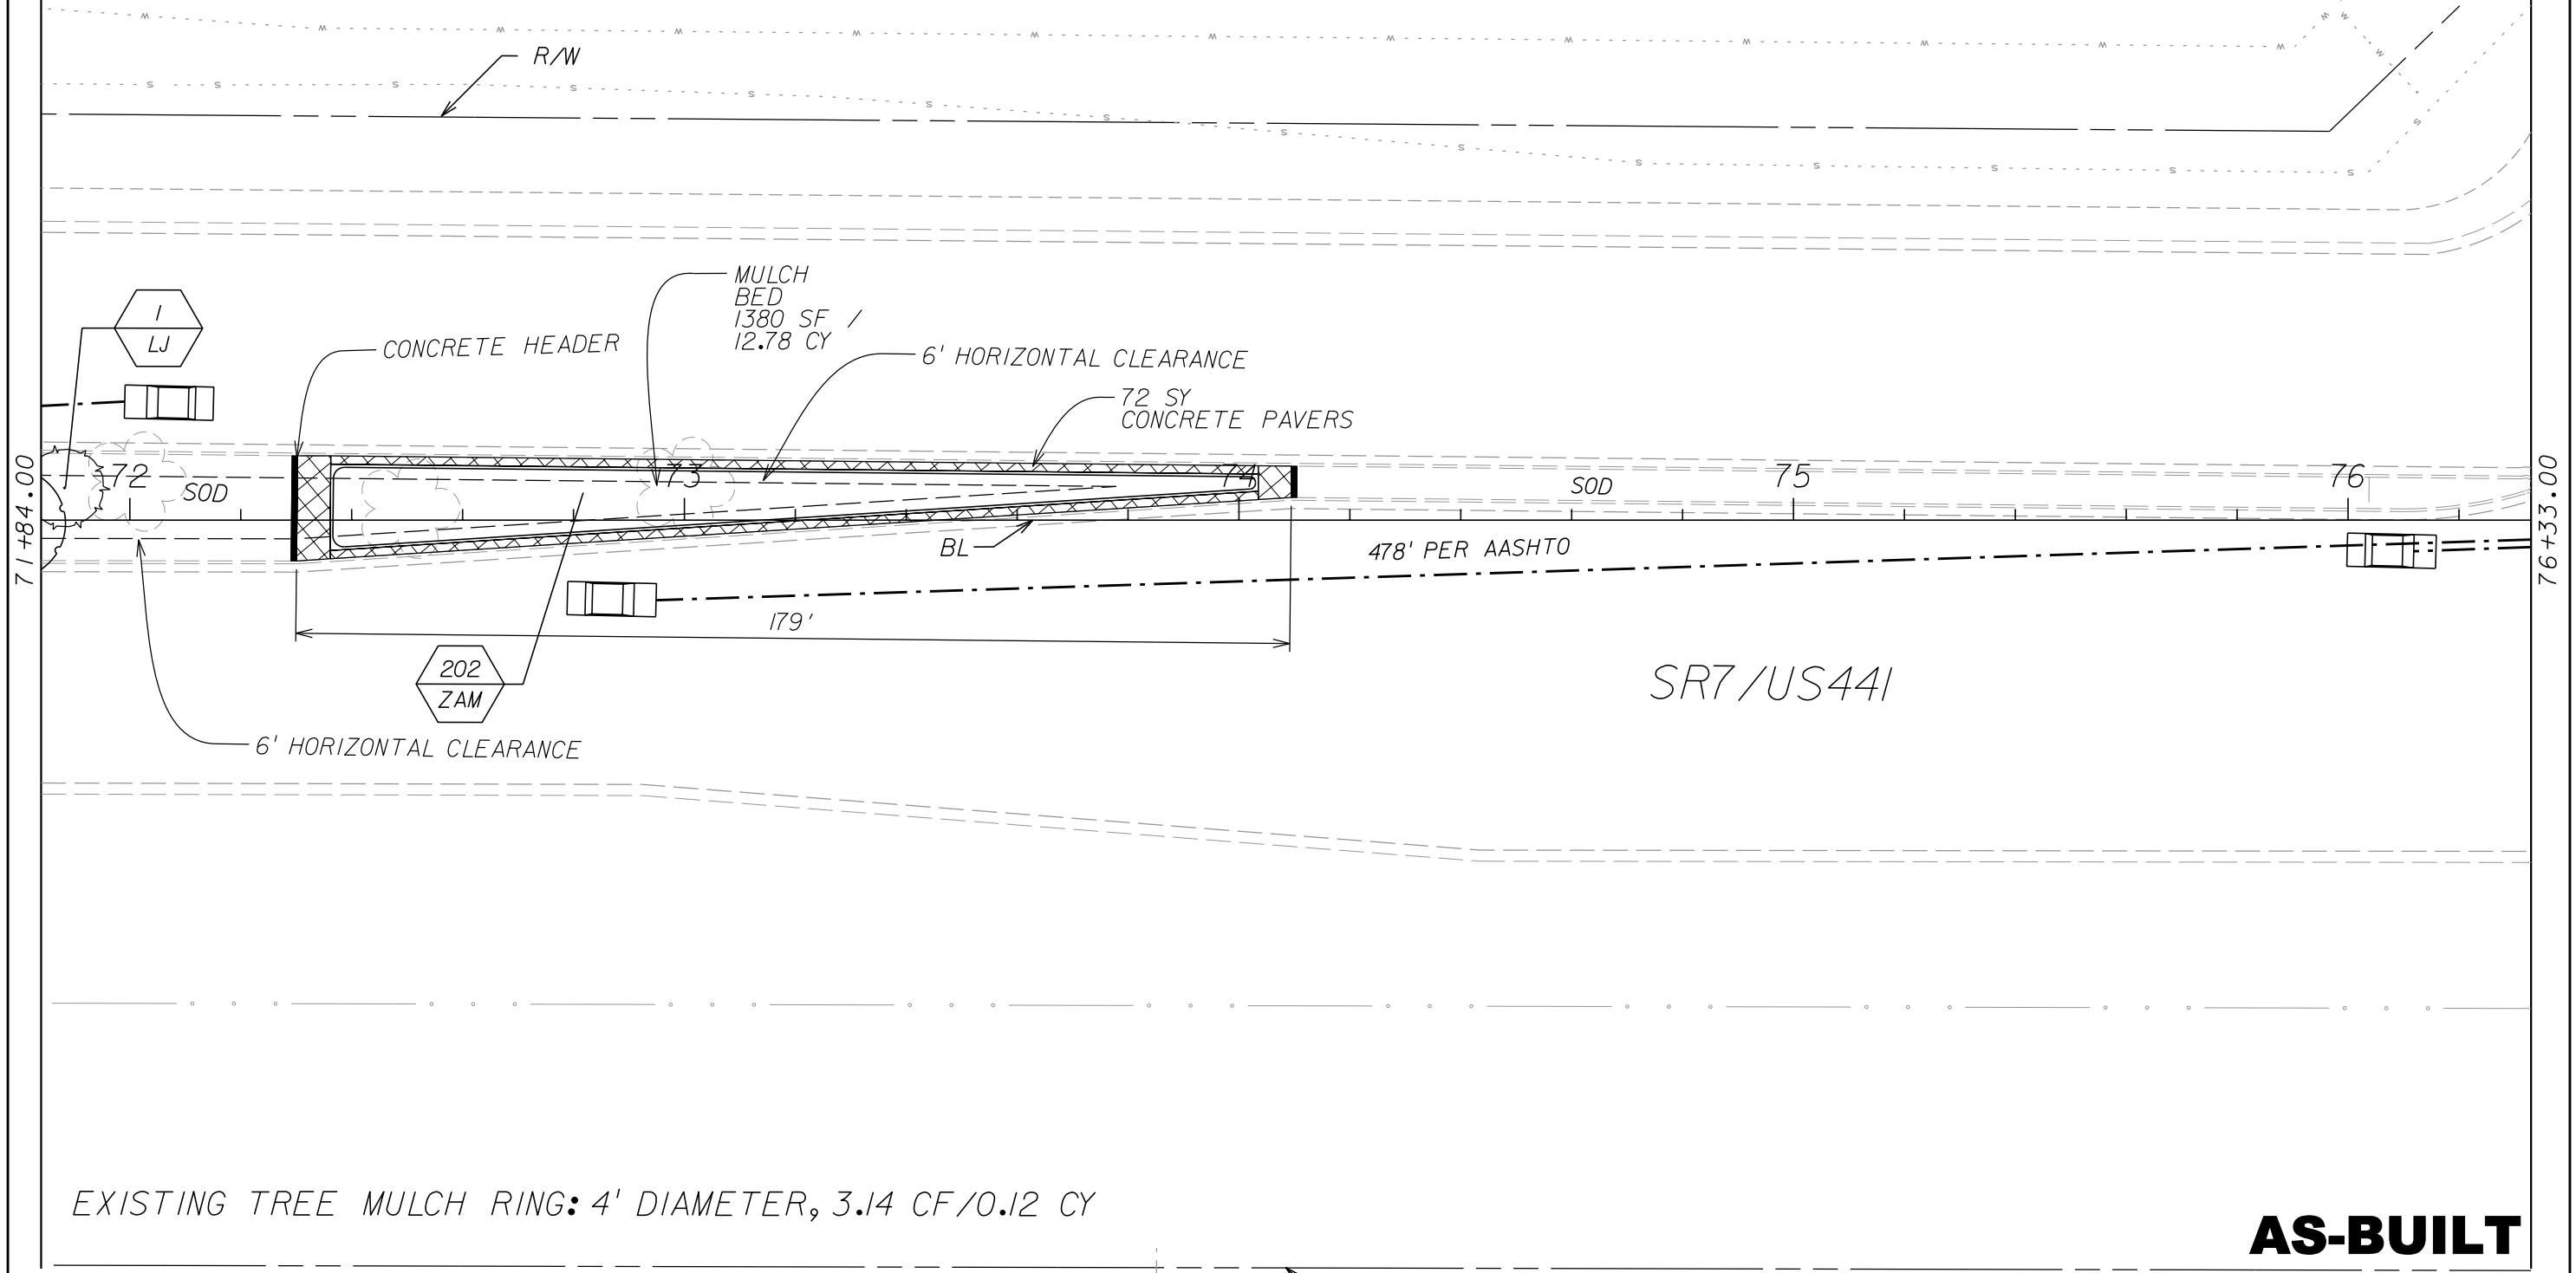 R/W
MULCH
BED
1380 SF /
12.78 CY
1
LJ
CONCRETE HEADER
6' HORIZONTAL CLEARANCE
72 SY
CONCRETE PAVERS
71+84.00
72
SOD
73
74
SOD
75
76
76+33.00
BL
478' PER AASHTO
179'
202
ZAM
SR7/US441
6' HORIZONTAL CLEARANCE
EXISTING TREE MULCH RING: 4' DIAMETER, 3.14 CF/0.12 CY
AS-BUILT